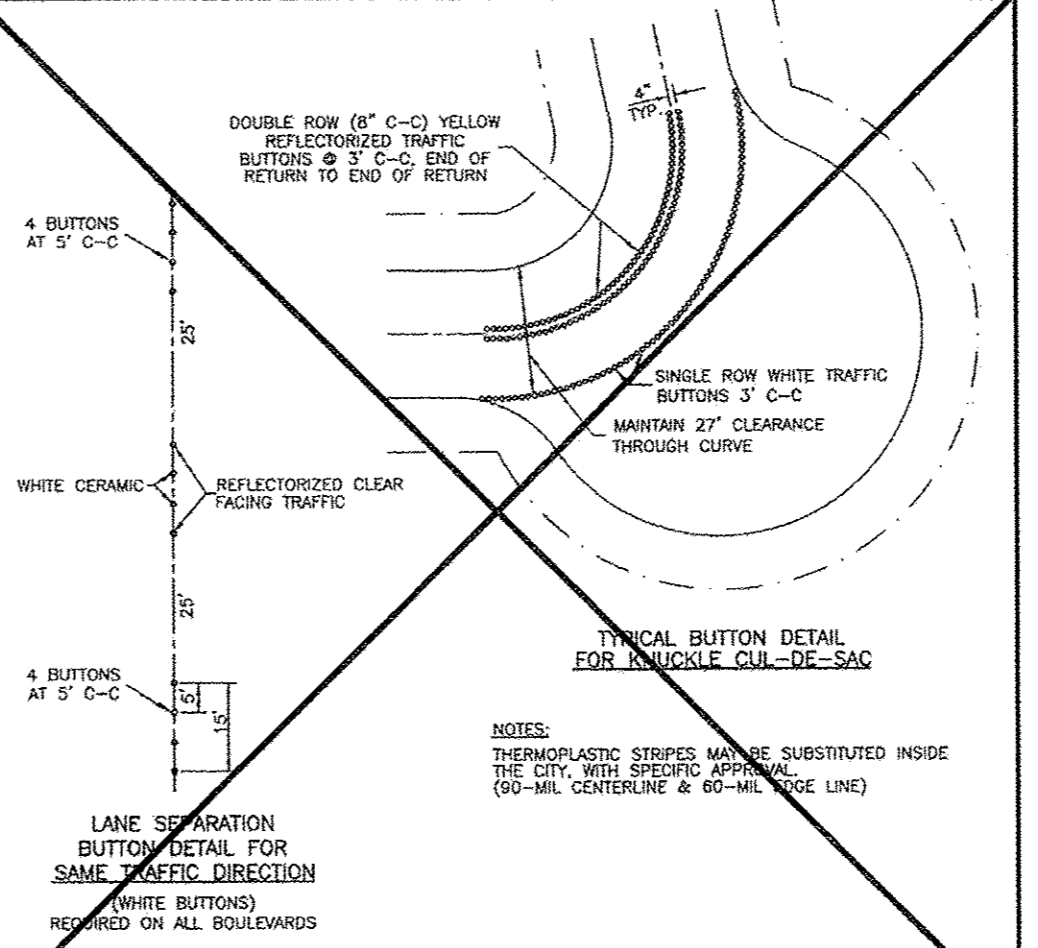 DOUBLE ROW (8" C-C) YELLOW
REFLECTORIZED TRAFFIC
BUTTONS @ 3' C-C, END OF
RETURN TO END OF RETURN
4"
TYP.
4 BUTTONS
AT 5' C-C
25'
WHITE CERAMIC
REFLECTORIZED CLEAR
FACING TRAFFIC
25'
4 BUTTONS
AT 5' C-C
5'
15'
LANE SEPARATION
BUTTON DETAIL FOR
SAME TRAFFIC DIRECTION
(WHITE BUTTONS)
REQUIRED ON ALL BOULEVARDS
SINGLE ROW WHITE TRAFFIC
BUTTONS 3' C-C
MAINTAIN 27' CLEARANCE
THROUGH CURVE
TYPICAL BUTTON DETAIL
FOR KNUCKLE CUL-DE-SAC
NOTES:
THERMOPLASTIC STRIPES MAY BE SUBSTITUTED INSIDE
THE CITY, WITH SPECIFIC APPROVAL.
(90-MIL CENTERLINE & 60-MIL EDGE LINE)